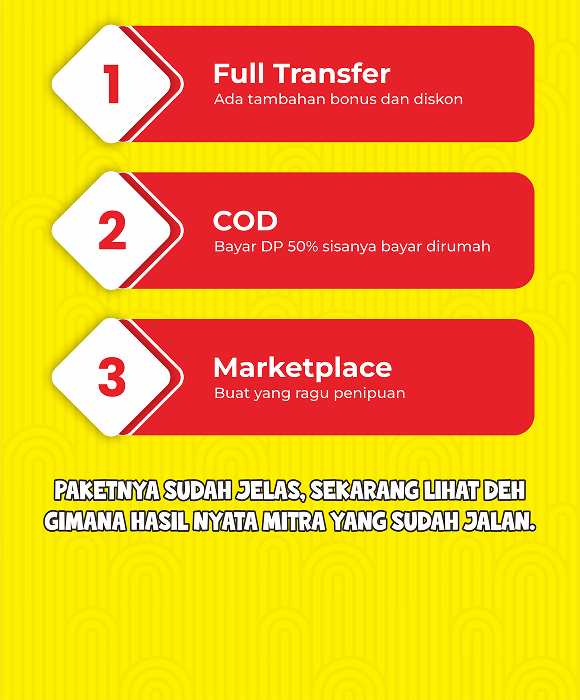 1
Full Transfer
Ada tambahan bonus dan diskon
2
COD
Bayar DP 50% sisanya bayar dirumah
3
Marketplace
Buat yang ragu penipuan
PAKETNYA SUDAH JELAS, SEKARANG LIHAT DEH
GIMANA HASIL NYATA MITRA YANG SUDAH JALAN.